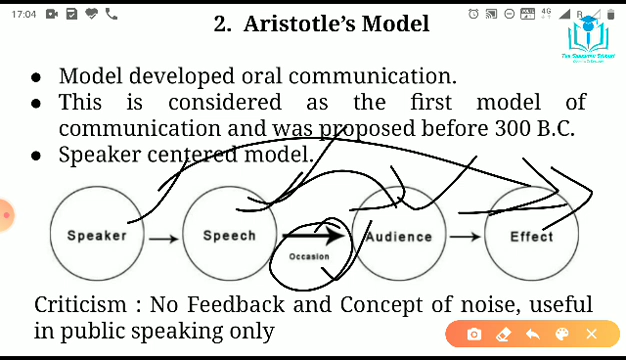 17:04
4G
R
2. Aristotle's Model
• Model developed oral communication.
• This is considered as the first model of
communication and was proposed before 300 B.C.
• Speaker centered model.
Speaker
Speech
Occasion
Audience
Effect
Criticism : No Feedback and Concept of noise, useful
in public speaking only